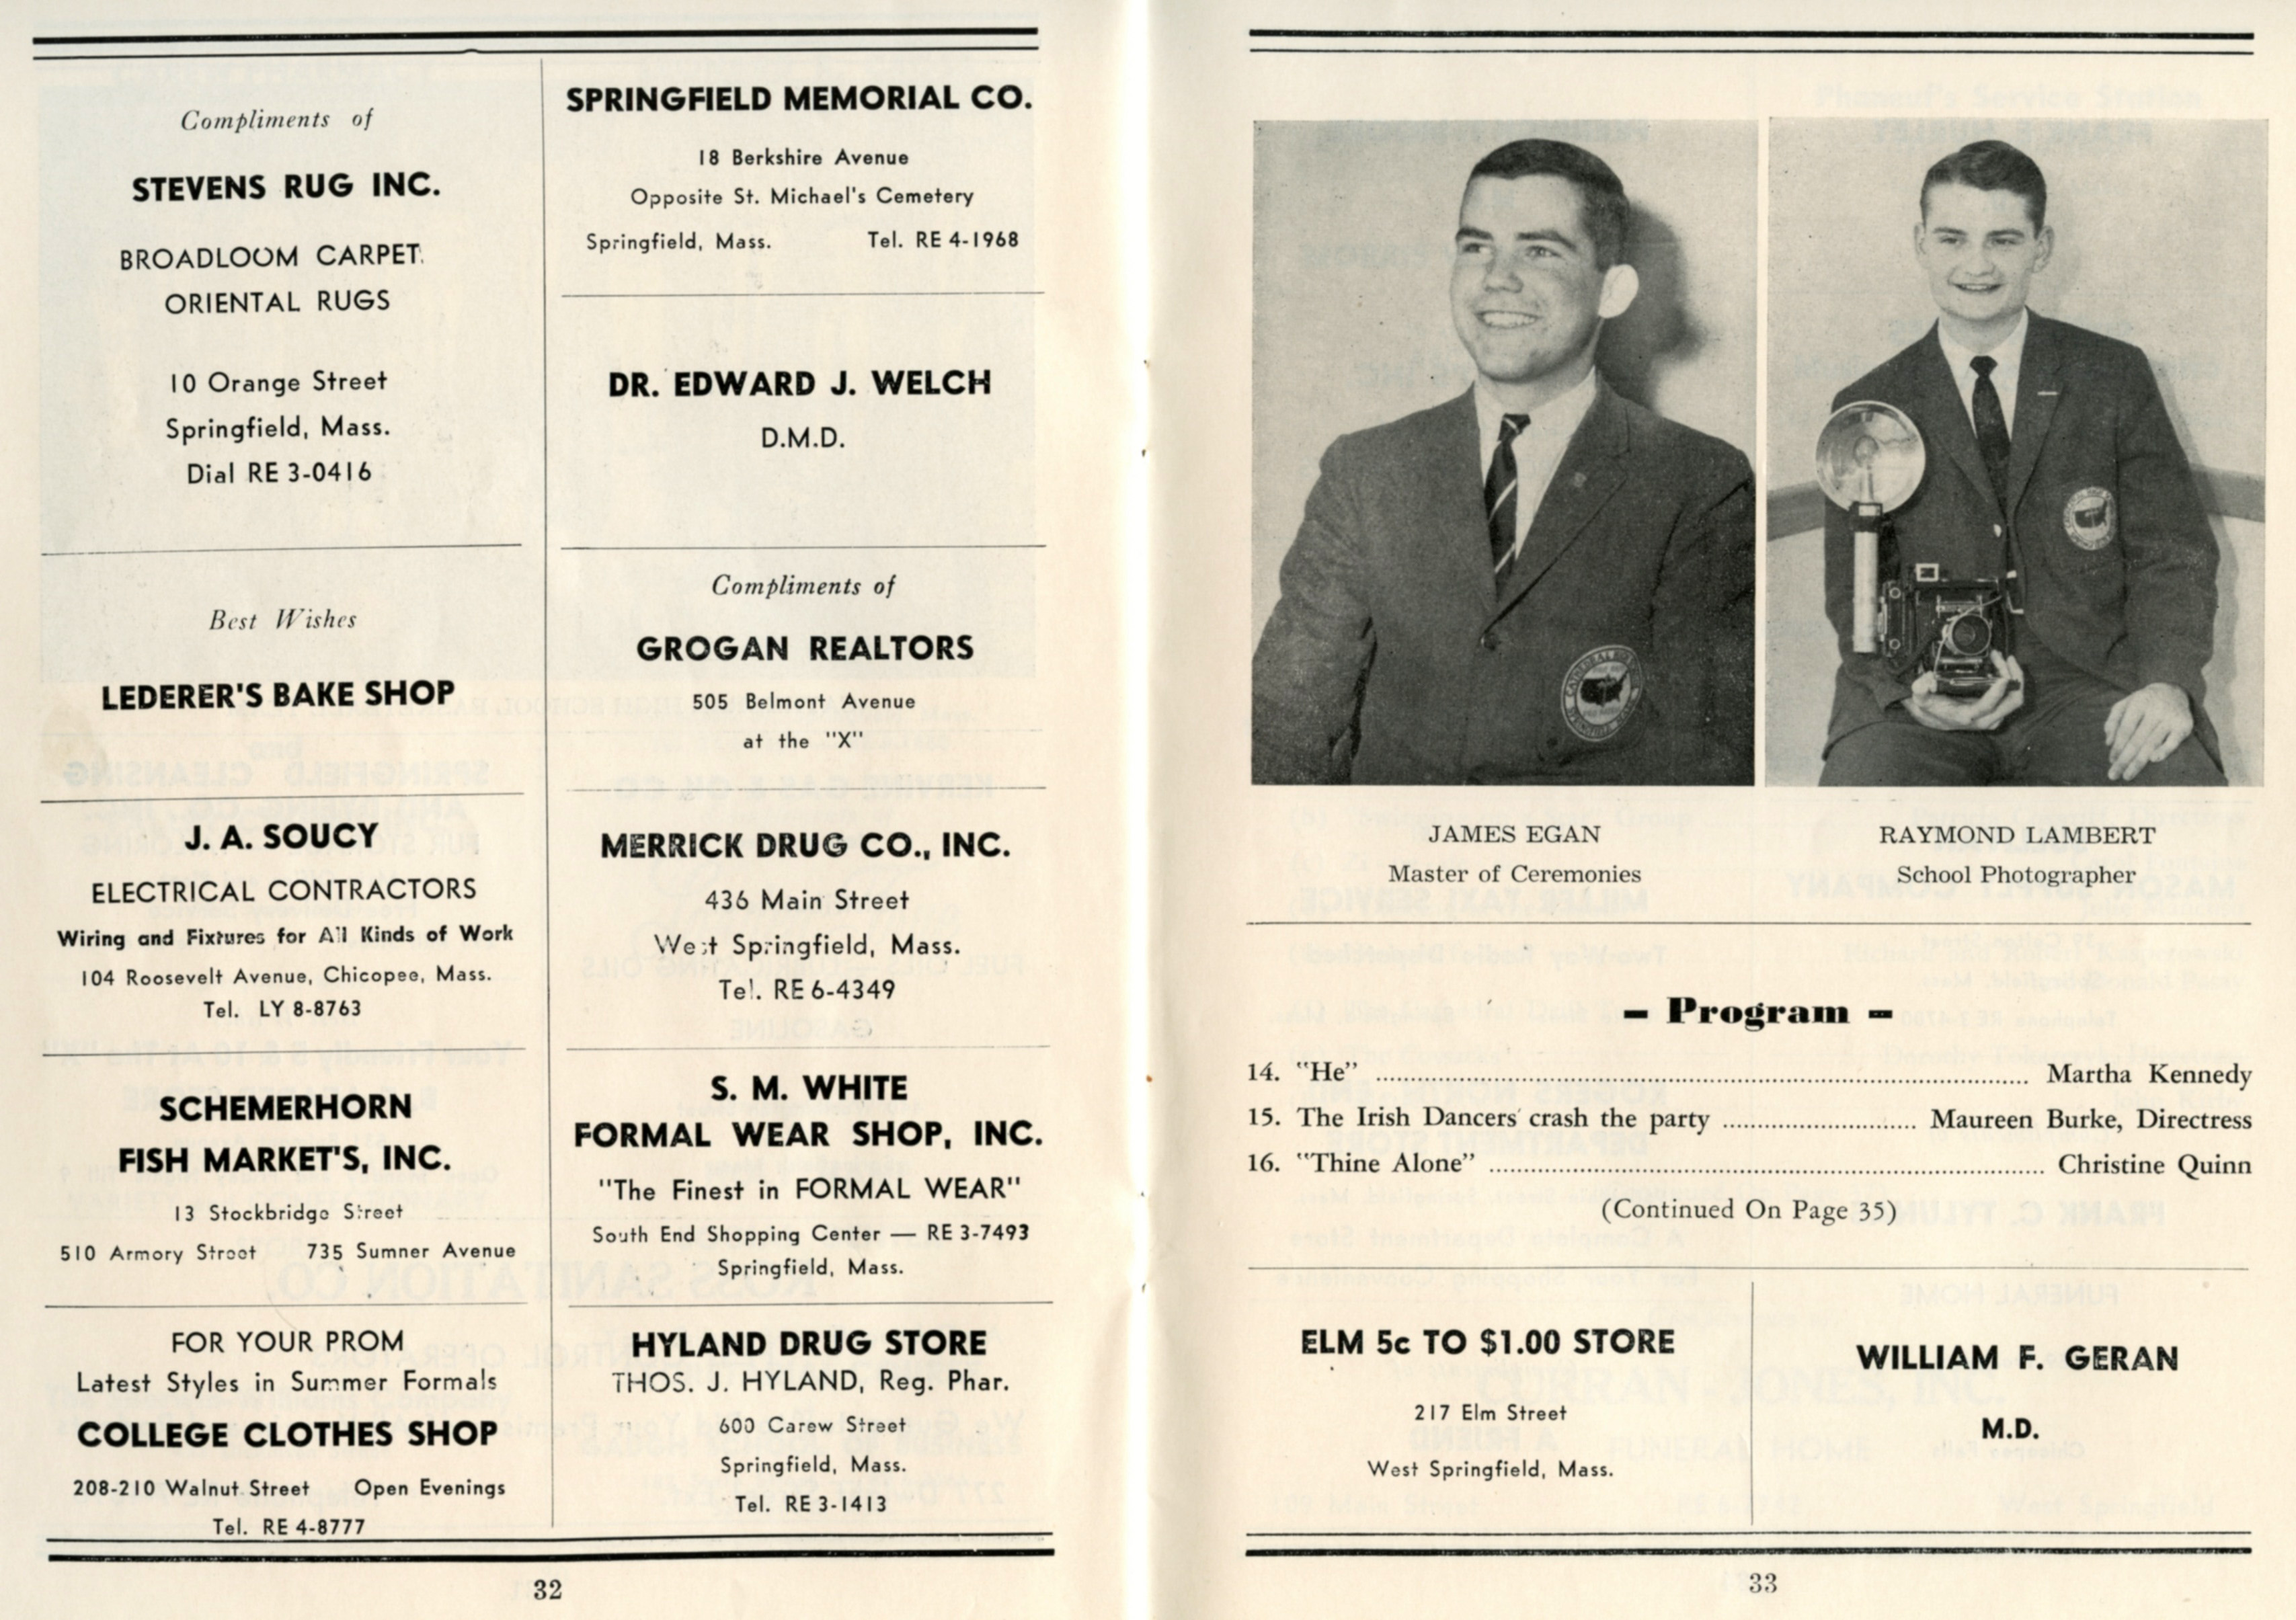 Compliments of
STEVENS RUG INC.
BROADLOOM CARPET
ORIENTAL RUGS
10 Orange Street
Springfield, Mass.
Dial RE 3-0416
Best Wishes
LEDERER'S BAKE SHOP
J. A. SOUCY
ELECTRICAL CONTRACTORS
Wiring and Fixtures for All Kinds of Work
104 Roosevelt Avenue, Chicopee, Mass.
Tel. LY 8-8763
SCHEMERHORN
FISH MARKET'S, INC.
13 Stockbridge Street
510 Armory Street 735 Sumner Avenue
FOR YOUR PROM
Latest Styles in Summer Formals
COLLEGE CLOTHES SHOP
208-210 Walnut Street Open Evenings
Tel. RE 4-8777
SPRINGFIELD MEMORIAL CO.
18 Berkshire Avenue
Opposite St. Michael's Cemetery
Springfield, Mass. Tel. RE 4-1968
DR. EDWARD J. WELCH
D.M.D.
Compliments of
GROGAN REALTORS
505 Belmont Avenue
at the "X"
MERRICK DRUG CO., INC.
436 Main Street
West Springfield, Mass.
Tel. RE 6-4349
S. M. WHITE
FORMAL WEAR SHOP, INC.
"The Finest in FORMAL WEAR"
South End Shopping Center — RE 3-7493
Springfield, Mass.
HYLAND DRUG STORE
THOS. J. HYLAND, Reg. Phar.
600 Carew Street
Springfield, Mass.
Tel. RE 3-1413
32
JAMES EGAN
Master of Ceremonies
RAYMOND LAMBERT
School Photographer
- Program -
14. "He" ........ Martha Kennedy
15. The Irish Dancers crash the party ........ Maureen Burke, Directress
16. "Thine Alone" ........ Christine Quinn
(Continued On Page 35)
ELM 5c TO $1.00 STORE
217 Elm Street
West Springfield, Mass.
WILLIAM F. GERAN
M.D.
33